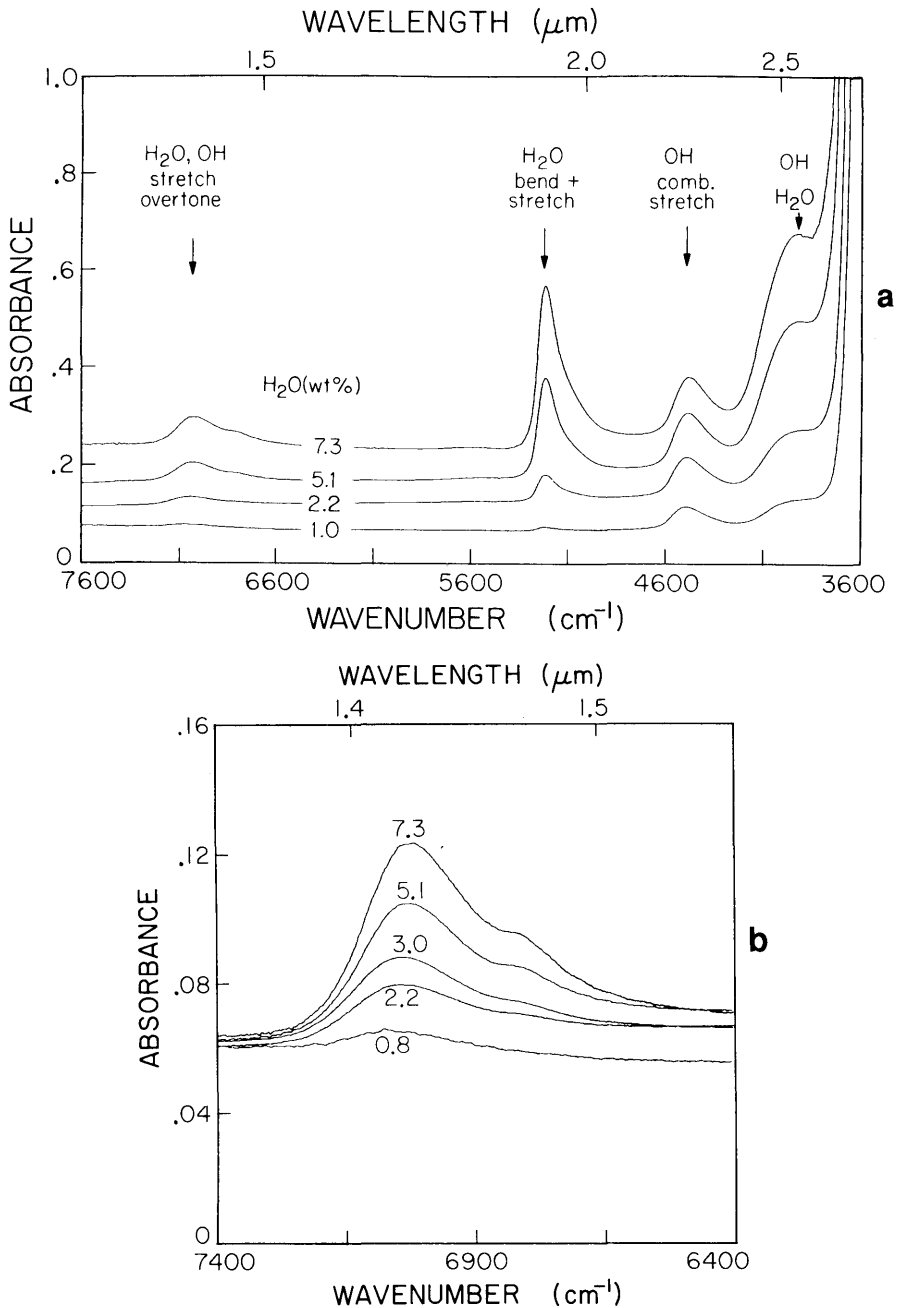 WAVELENGTH (μm)
1.5 2.0 2.5
1.0
.8
.6
.4
.2
0
ABSORBANCE
H₂O, OH
stretch
overtone
H₂O
bend +
stretch
OH
comb.
stretch
OH
H₂O
a
H₂O(wt%)
7.3
5.1
2.2
1.0
7600 6600 5600 4600 3600
WAVENUMBER (cm⁻¹)
WAVELENGTH (μm)
1.4 1.5
.16
.12
.08
.04
0
ABSORBANCE
7.3
5.1
3.0
2.2
0.8
b
7400 6900 6400
WAVENUMBER (cm⁻¹)